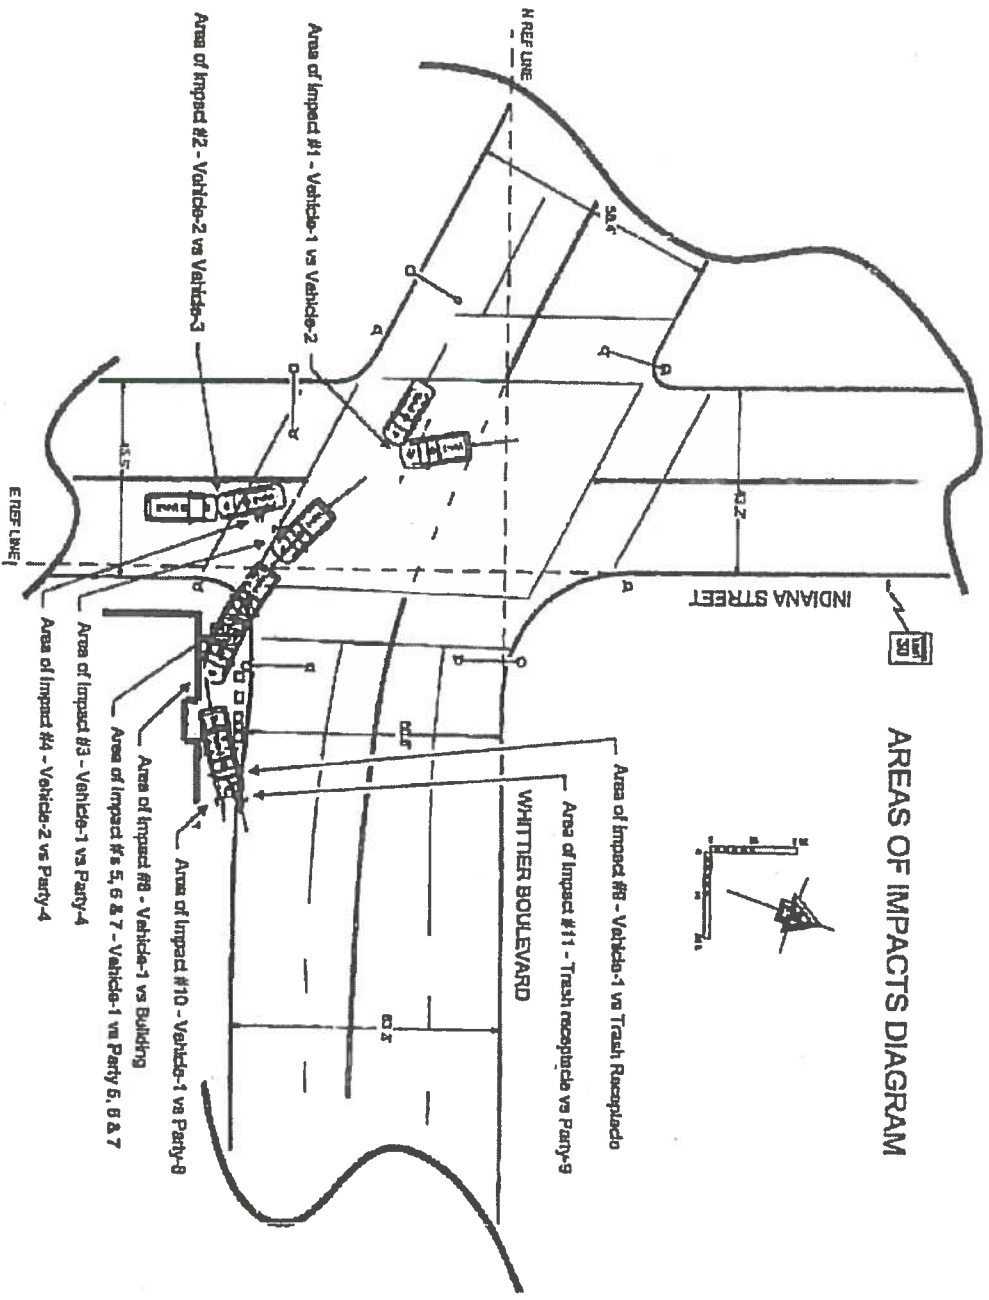 AREAS OF IMPACTS DIAGRAM
INDIANA STREET
WHITTIER BOULEVARD
N REF LINE
E REF LINE
Area of Impact #1 - Vehicle-1 vs Vehicle-2
Area of Impact #2 - Vehicle-2 vs Vehicle-3
Area of Impact #9 - Vehicle-1 vs Trash Receptacle
Area of Impact #11 - Trash receptacle vs Party-9
Area of Impact #10 - Vehicle-1 vs Party-8
Area of Impact #8 - Vehicle-1 vs Building
Area of Impact #'s 5, 6 & 7 - Vehicle-1 vs Party 5, 6 & 7
Area of Impact #3 - Vehicle-1 vs Party-4
Area of Impact #4 - Vehicle-2 vs Party-4